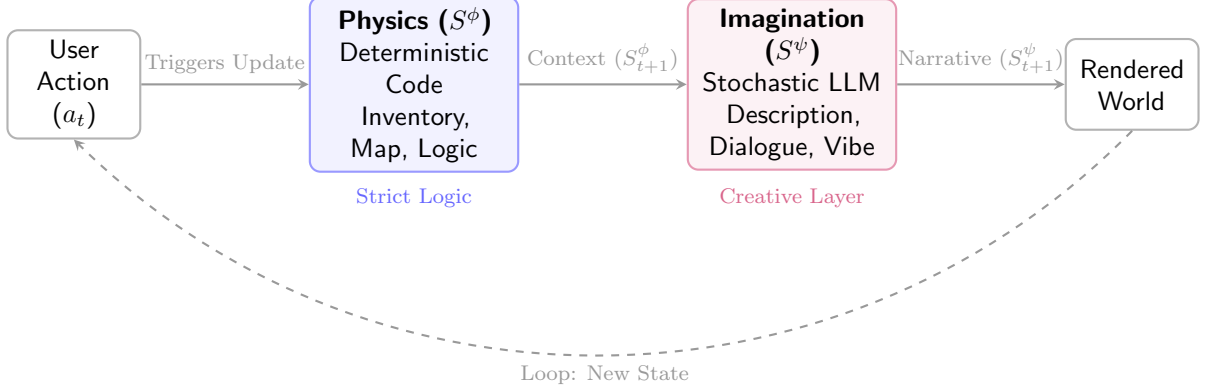 User
Action
(a_t)
Triggers Update
Physics (S^ϕ)
Deterministic
Code
Inventory,
Map, Logic
Strict Logic
Context (S^ϕ_{t+1})
Imagination
(S^ψ)
Stochastic LLM
Description,
Dialogue, Vibe
Creative Layer
Narrative (S^ψ_{t+1})
Rendered
World
Loop: New State